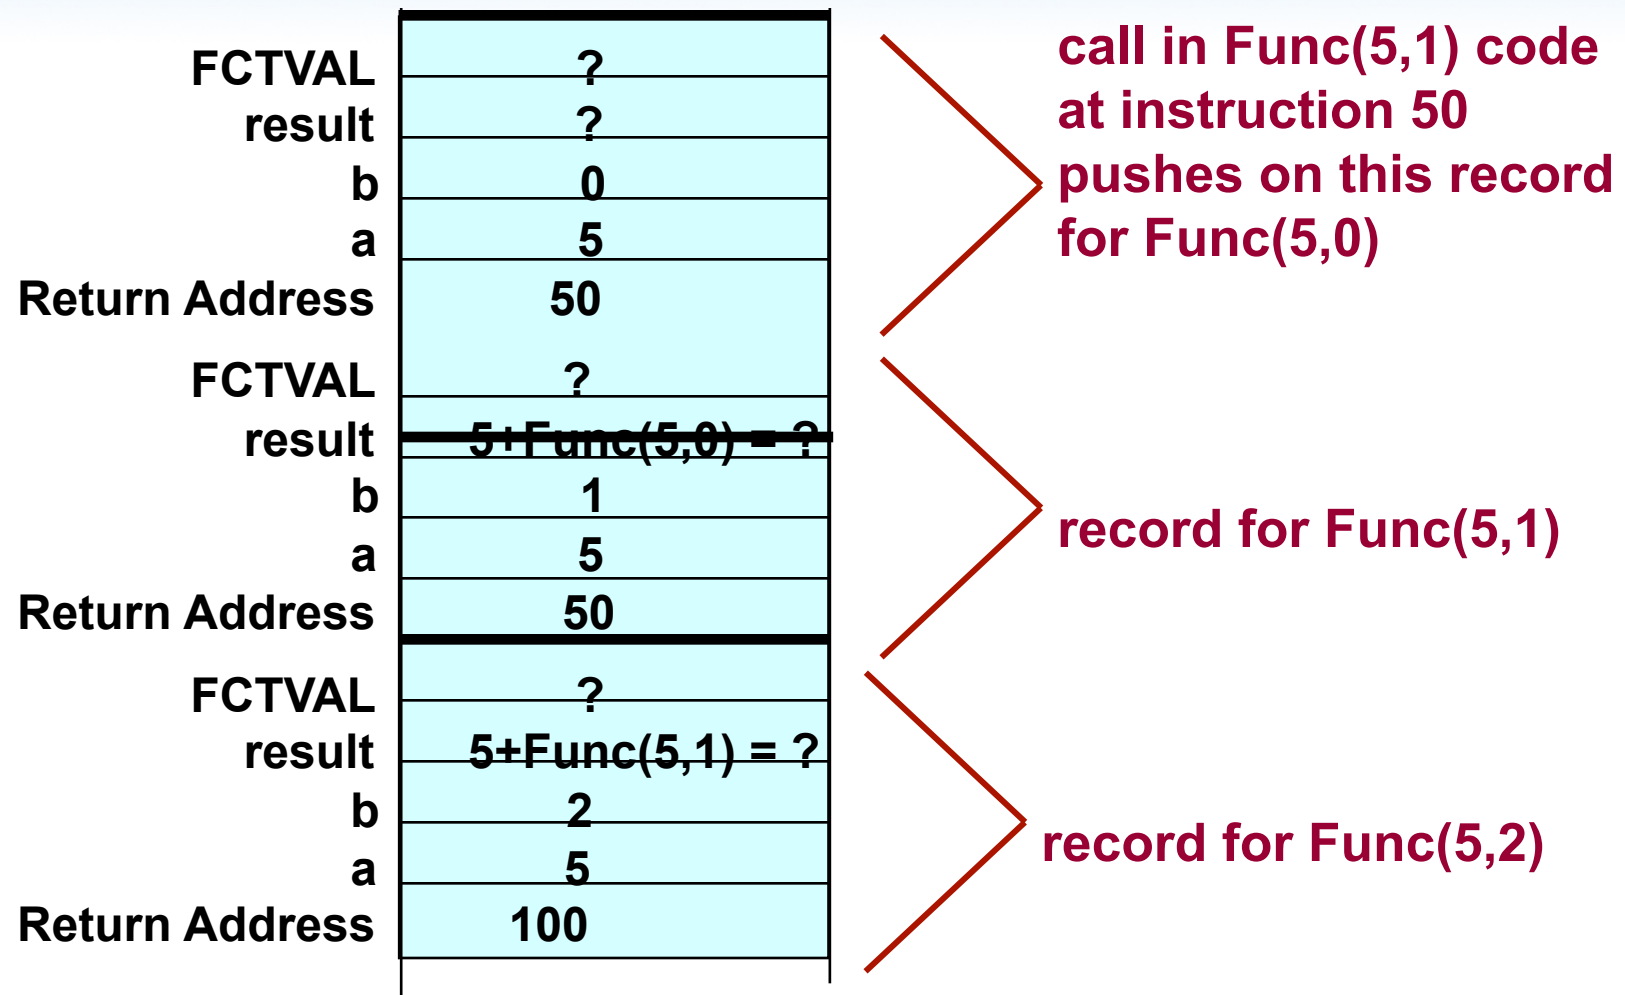 FCTVAL ?
result ?
b 0
a 5
Return Address 50
call in Func(5,1) code
at instruction 50
pushes on this record
for Func(5,0)
FCTVAL ?
result 5+Func(5,0) = ?
b 1
a 5
Return Address 50
record for Func(5,1)
FCTVAL ?
result 5+Func(5,1) = ?
b 2
a 5
Return Address 100
record for Func(5,2)